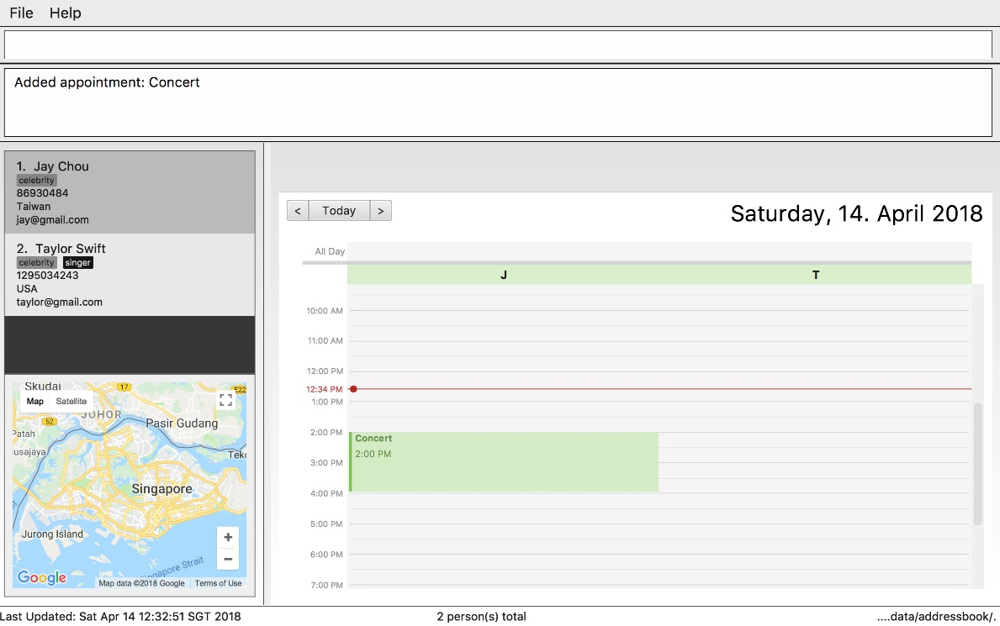 File Help
Added appointment: Concert
1. Jay Chou
celebrity
86930484
Taiwan
jay@gmail.com
2. Taylor Swift
celebrity singer
1295034243
USA
taylor@gmail.com
Skudai
17
E22
Map Satellite
JOHOR
52
Pasir Gudang
Patah
usajaya
Teko
Singapore
Jurong Island
+
−
Singapore Strait
Google
Map data ©2018 Google Terms of Use
< Today >
Saturday, 14. April 2018
All Day
J T
10:00 AM
11:00 AM
12:00 PM
12:34 PM
1:00 PM
2:00 PM
Concert
2:00 PM
3:00 PM
4:00 PM
5:00 PM
6:00 PM
7:00 PM
Last Updated: Sat Apr 14 12:32:51 SGT 2018
2 person(s) total
....data/addressbook/.